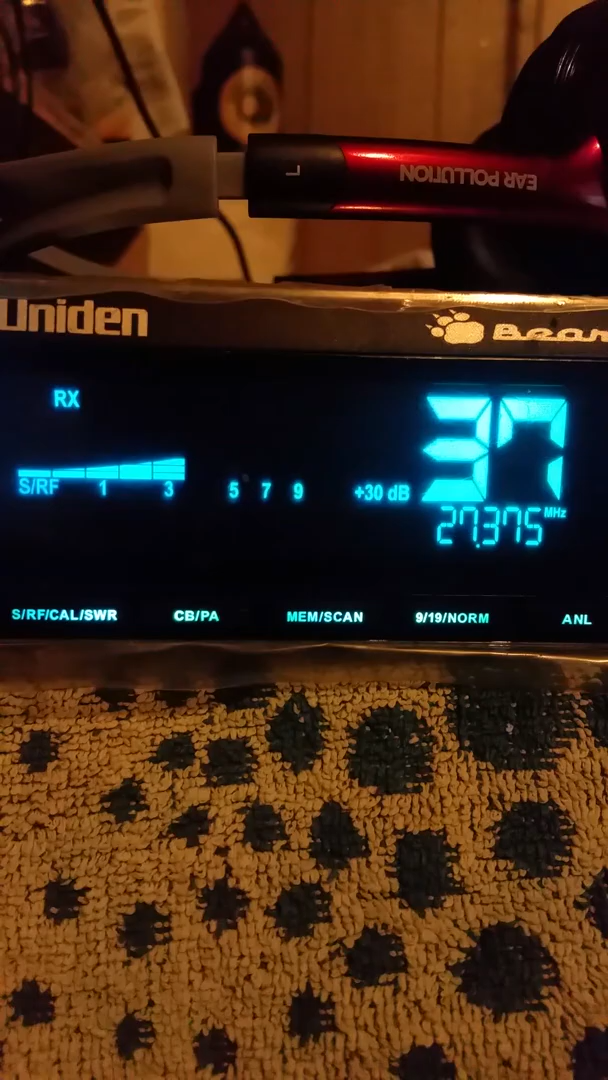 L
EAR POLLUTION
Uniden
Bear
RX
37
S/RF 1 3 5 7 9 +30 dB
27.375 MHz
S/RF/CAL/SWR CB/PA MEM/SCAN 9/19/NORM ANL